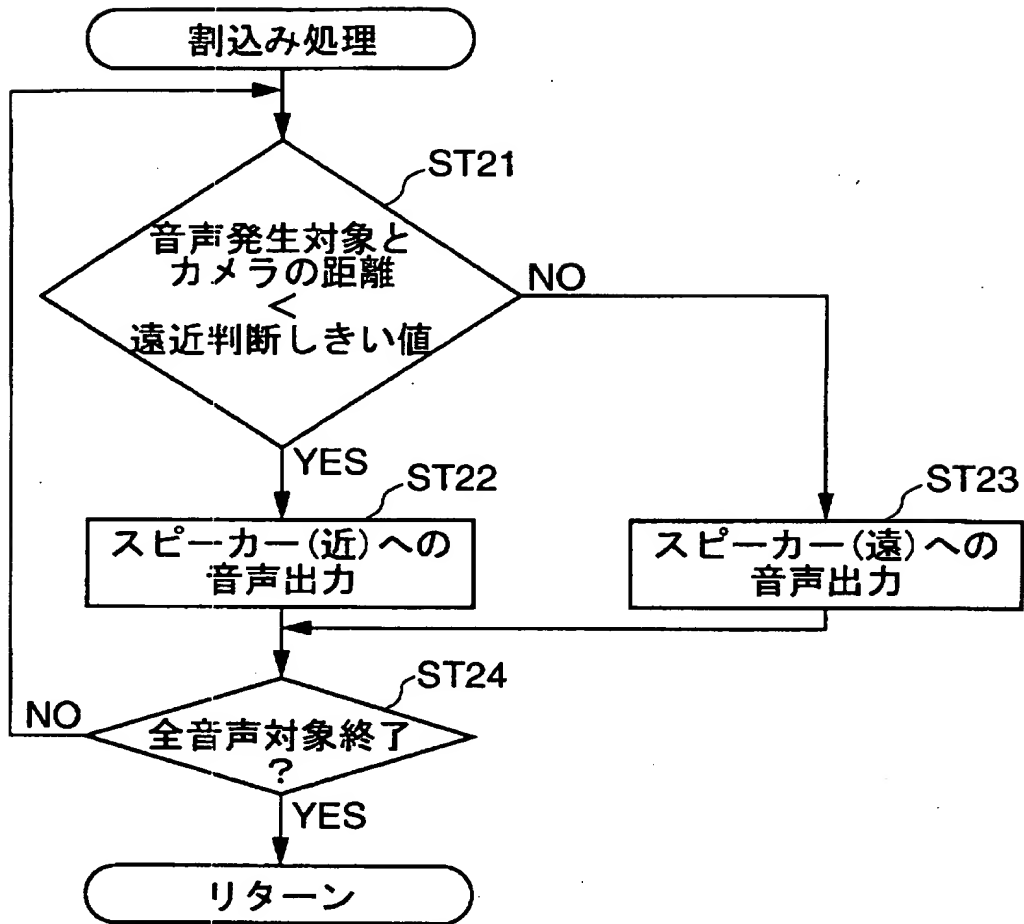 割込み処理
ST21
音声発生対象と
カメラの距離
<
遠近判断しきい値
NO
YES
ST22
スピーカー(近)への
音声出力
ST23
スピーカー(遠)への
音声出力
ST24
NO
全音声対象終了
?
YES
リターン